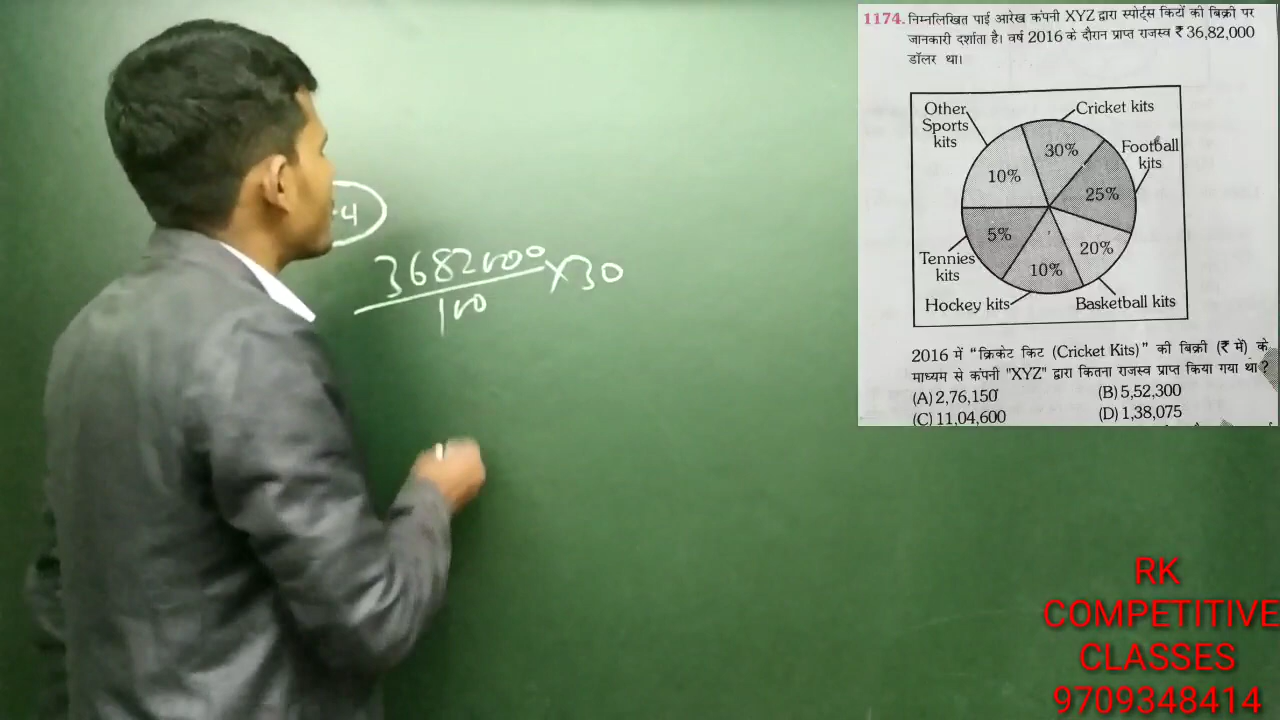 1174. निम्नलिखित पाई आरेख कंपनी XYZ द्वारा स्पोर्ट्स किटों की बिक्री पर
जानकारी दर्शाता है। वर्ष 2016 के दौरान प्राप्त राजस्व ₹ 36,82,000
डॉलर था।
Other
Sports
kits
Cricket kits
Football
kits
30%
10%
25%
5%
20%
10%
Tennies
kits
Hockey kits
Basketball kits
2016 में "क्रिकेट किट (Cricket Kits)" की बिक्री (₹ में) के
माध्यम से कंपनी "XYZ" द्वारा कितना राजस्व प्राप्त किया गया था?
(A) 2,76,150 (B) 5,52,300
(C) 11,04,600 (D) 1,38,075
4
3682000
100
×30
RK
COMPETITIVE
CLASSES
9709348414